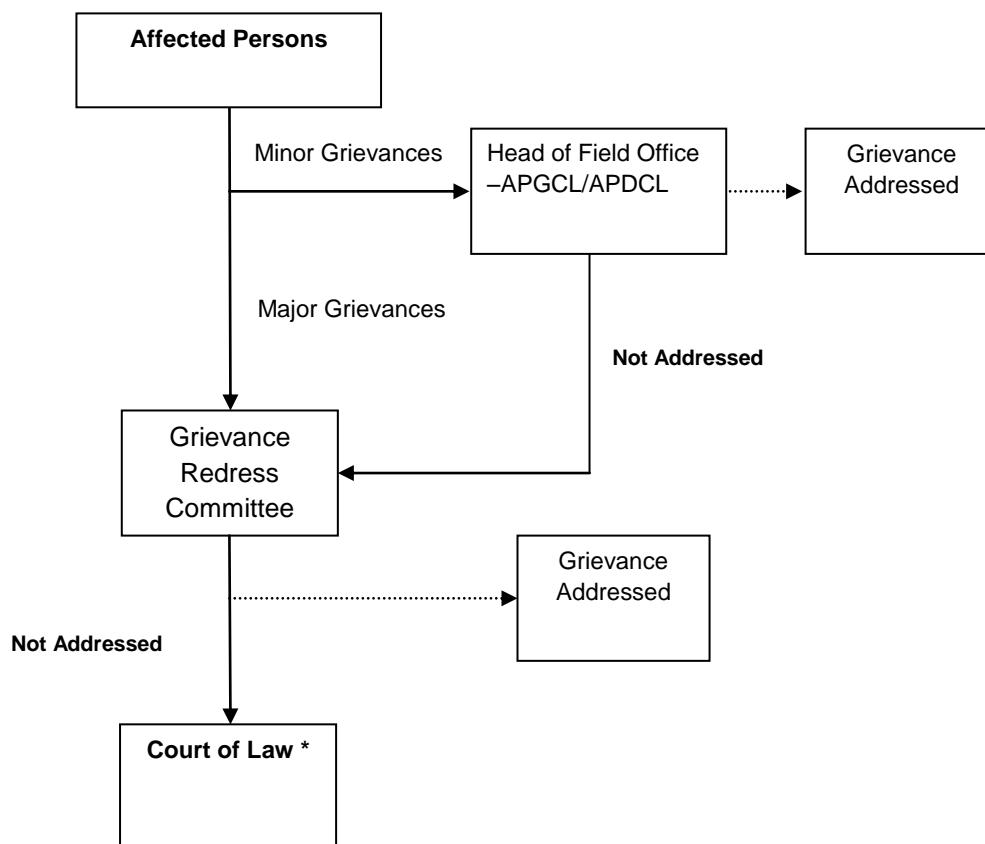 Affected Persons
Minor Grievances
Head of Field Office
–APGCL/APDCL
Grievance
Addressed
Major Grievances
Not Addressed
Grievance
Redress
Committee
Grievance
Addressed
Not Addressed
Court of Law *